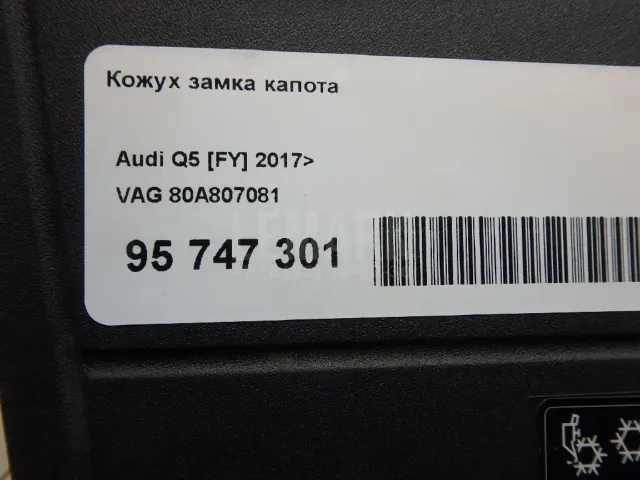 Кожух замка капота
Audi Q5 [FY] 2017>
VAG 80A807081
95 747 301